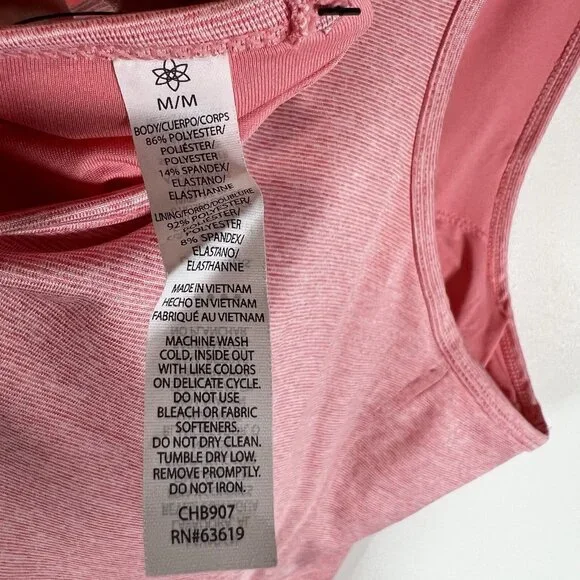 M/M
BODY/CUERPO/CORPS
86% POLYESTER/
POLIÉSTER/
POLYESTER
14% SPANDEX/
ELASTANO/
ELASTHANNE
LINING/FORRO/DOUBLURE
92% POLYESTER/
POLYESTER
8% SPANDEX/
ELASTANO/
ELASTHANNE
MADE IN VIETNAM
HECHO EN VIETNAM
FABRIQUÉ AU VIETNAM
MACHINE WASH
COLD, INSIDE OUT
WITH LIKE COLORS
ON DELICATE CYCLE.
DO NOT USE
BLEACH OR FABRIC
SOFTENERS.
DO NOT DRY CLEAN.
TUMBLE DRY LOW,
REMOVE PROMPTLY.
DO NOT IRON.
CHB907
RN#63619